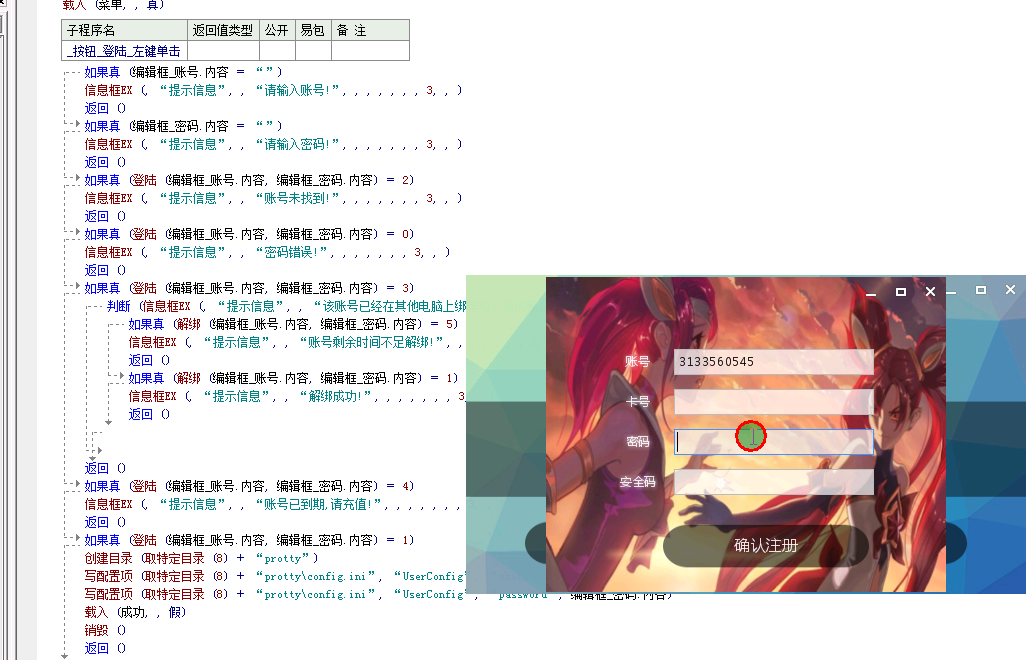 载入 (菜单, , 真)
子程序名 返回值类型 公开 易包 备 注
_按钮_登陆_左键单击
如果真 (编辑框_账号.内容 = “”)
信息框EX (, “提示信息”, , “请输入账号!”, , , , , , , 3, , )
返回 ()
如果真 (编辑框_密码.内容 = “”)
信息框EX (, “提示信息”, , “请输入密码!”, , , , , , , 3, , )
返回 ()
如果真 (登陆 (编辑框_账号.内容, 编辑框_密码.内容) = 2)
信息框EX (, “提示信息”, , “账号未找到!”, , , , , , , 3, , )
返回 ()
如果真 (登陆 (编辑框_账号.内容, 编辑框_密码.内容) = 0)
信息框EX (, “提示信息”, , “密码错误!”, , , , , , , 3, , )
返回 ()
如果真 (登陆 (编辑框_账号.内容, 编辑框_密码.内容) = 3)
判断 (信息框EX (, “提示信息”, , “该账号已经在其他电脑上绑
如果真 (解绑 (编辑框_账号.内容, 编辑框_密码.内容) = 5)
信息框EX (, “提示信息”, , “账号剩余时间不足解绑!”, ,
返回 ()
如果真 (解绑 (编辑框_账号.内容, 编辑框_密码.内容) = 1)
信息框EX (, “提示信息”, , “解绑成功!”, , , , , , , 3
返回 ()
返回 ()
如果真 (登陆 (编辑框_账号.内容, 编辑框_密码.内容) = 4)
信息框EX (, “提示信息”, , “账号已到期,请充值!”, , , , , , ,
返回 ()
如果真 (登陆 (编辑框_账号.内容, 编辑框_密码.内容) = 1)
创建目录 (取特定目录 (8) + “protty”)
写配置项 (取特定目录 (8) + “protty\config.ini”, “UserConfig”
写配置项 (取特定目录 (8) + “protty\config.ini”, “UserConfig”, “password”, 编辑框_密码.内容)
载入 (成功, , 假)
销毁 ()
返回 ()
账号 3133560545
卡号
密码
安全码
确认注册